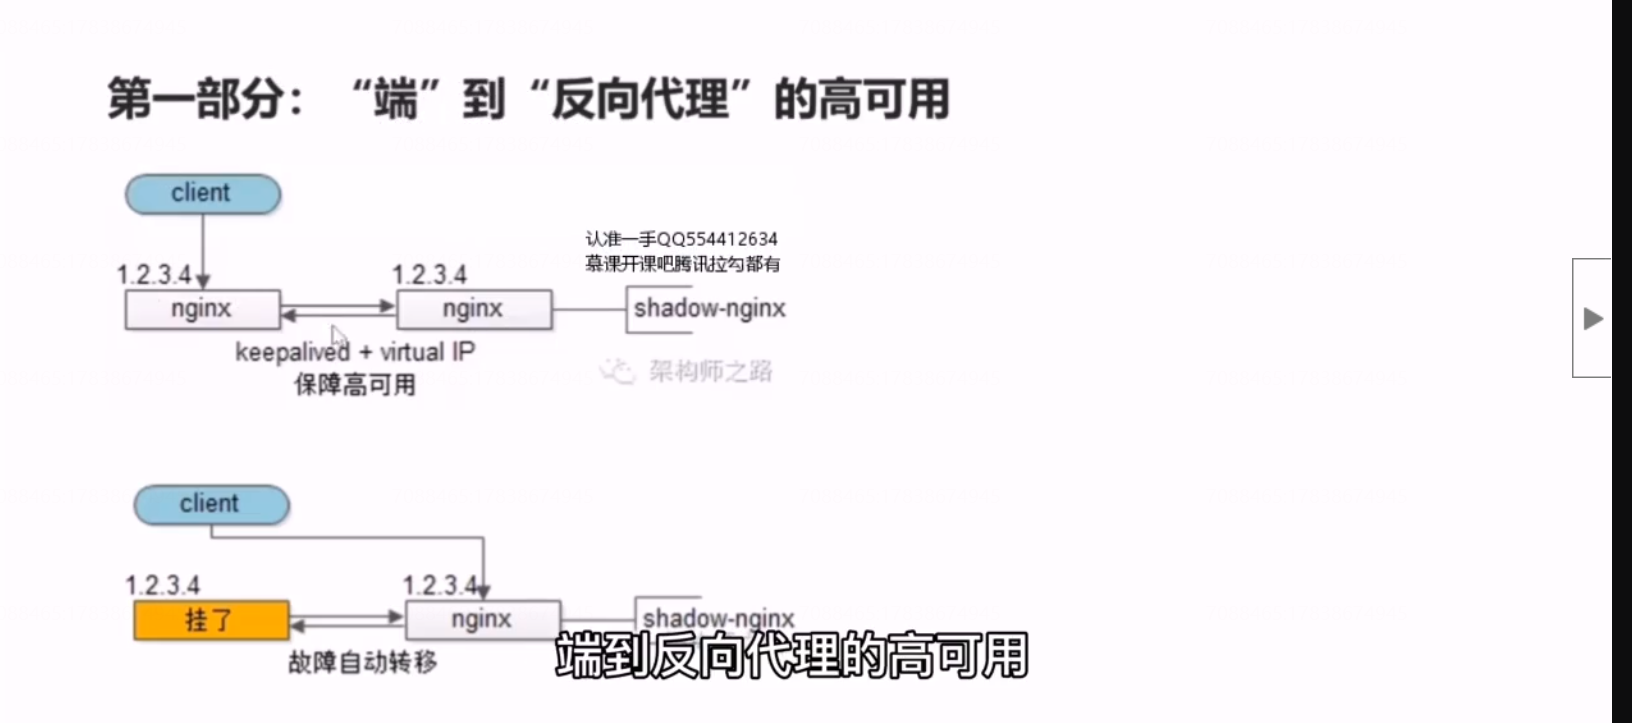 第一部分：“端”到“反向代理”的高可用
client
认准一手QQ554412634
慕课开课吧腾讯拉勾都有
1.2.3.4
1.2.3.4
nginx
nginx
shadow-nginx
keepalived + virtual IP
保障高可用
架构师之路
client
1.2.3.4
1.2.3.4
挂了
nginx
shadow-nginx
故障自动转移
端到反向代理的高可用